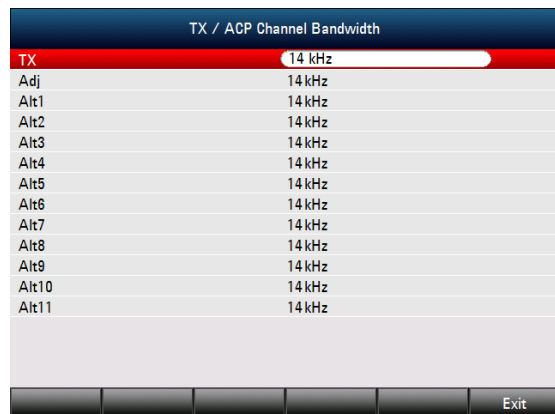 TX / ACP Channel Bandwidth
TX 14 kHz
Adj 14 kHz
Alt1 14 kHz
Alt2 14 kHz
Alt3 14 kHz
Alt4 14 kHz
Alt5 14 kHz
Alt6 14 kHz
Alt7 14 kHz
Alt8 14 kHz
Alt9 14 kHz
Alt10 14 kHz
Alt11 14 kHz
Exit